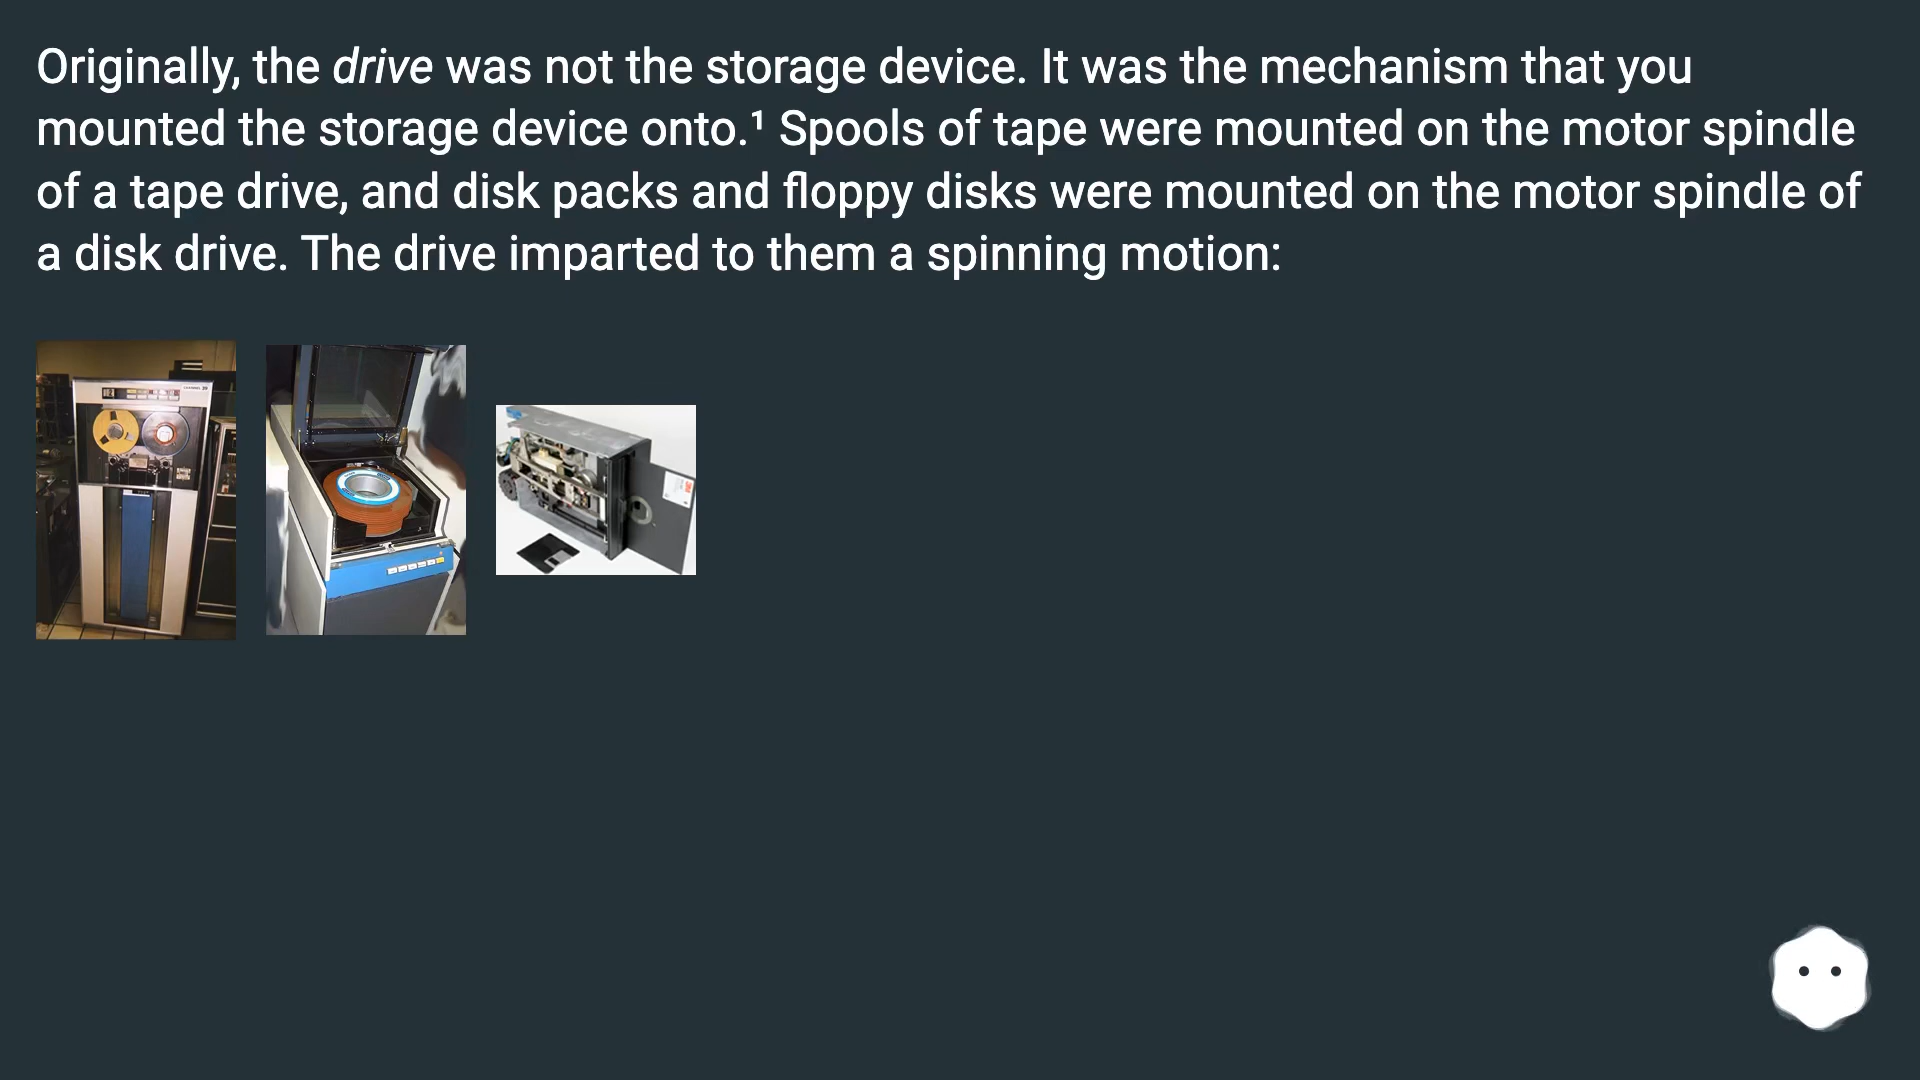 Originally, the drive was not the storage device. It was the mechanism that you
mounted the storage device onto.¹ Spools of tape were mounted on the motor spindle
of a tape drive, and disk packs and floppy disks were mounted on the motor spindle of
a disk drive. The drive imparted to them a spinning motion: